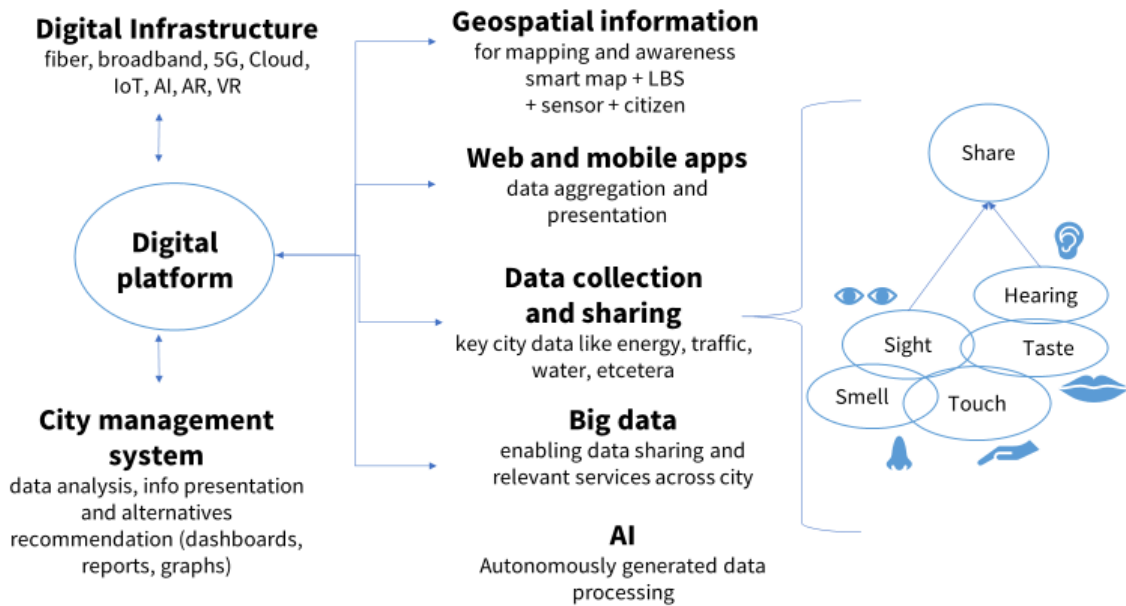 Digital Infrastructure
fiber, broadband, 5G, Cloud,
IoT, AI, AR, VR
Digital
platform
City management
system
data analysis, info presentation
and alternatives
recommendation (dashboards,
reports, graphs)
Geospatial information
for mapping and awareness
smart map + LBS
+ sensor + citizen
Web and mobile apps
data aggregation and
presentation
Data collection
and sharing
key city data like energy, traffic,
water, etcetera
Big data
enabling data sharing and
relevant services across city
AI
Autonomously generated data
processing
Share
Hearing
Sight
Taste
Smell
Touch